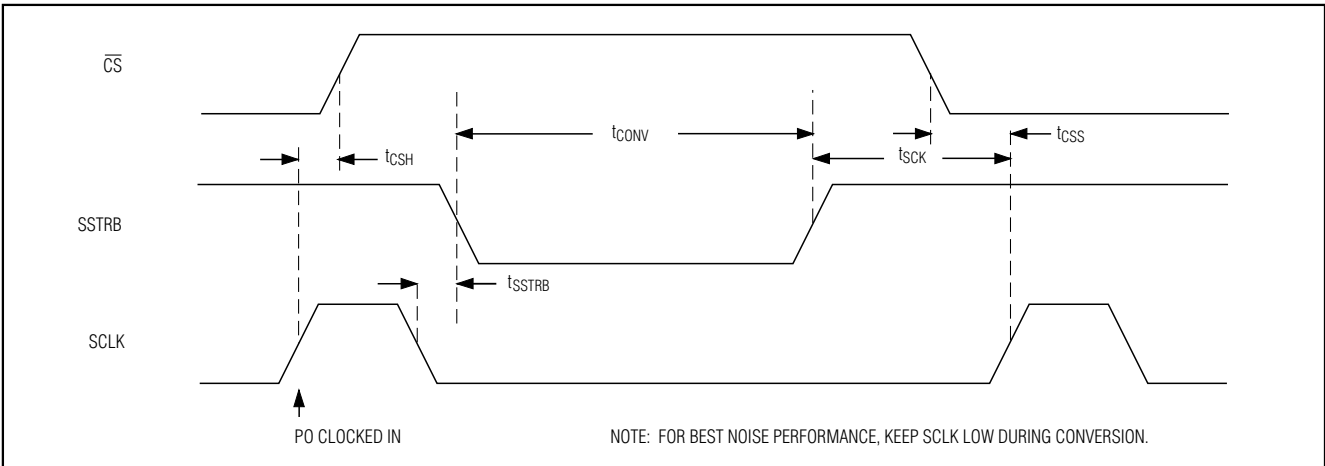 CS
tCONV
tCSS
tCSH
tSCK
SSTRB
tSSTRB
SCLK
PO CLOCKED IN
NOTE: FOR BEST NOISE PERFORMANCE, KEEP SCLK LOW DURING CONVERSION.